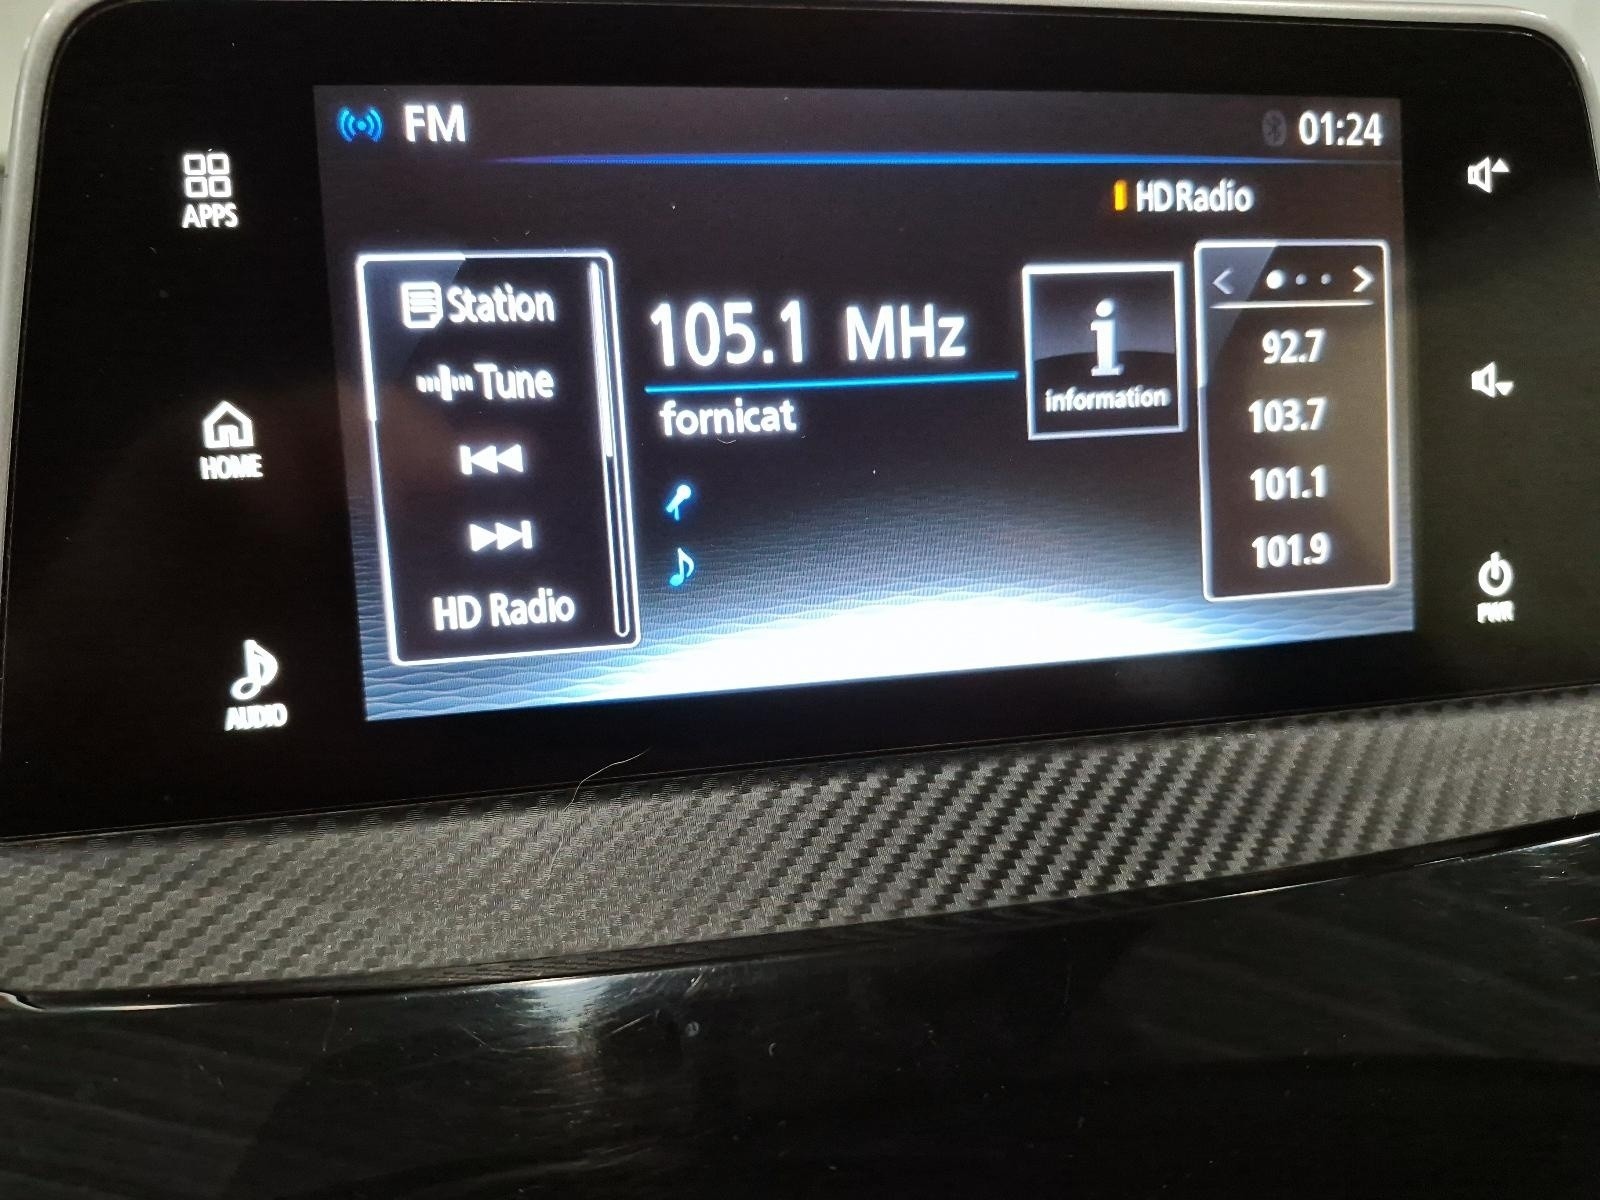 FM
01:24
HD Radio
APPS
HOME
AUDIO
Station
Tune
HD Radio
105.1 MHz
fornicat
i
information
92.7
103.7
101.1
101.9
PWR